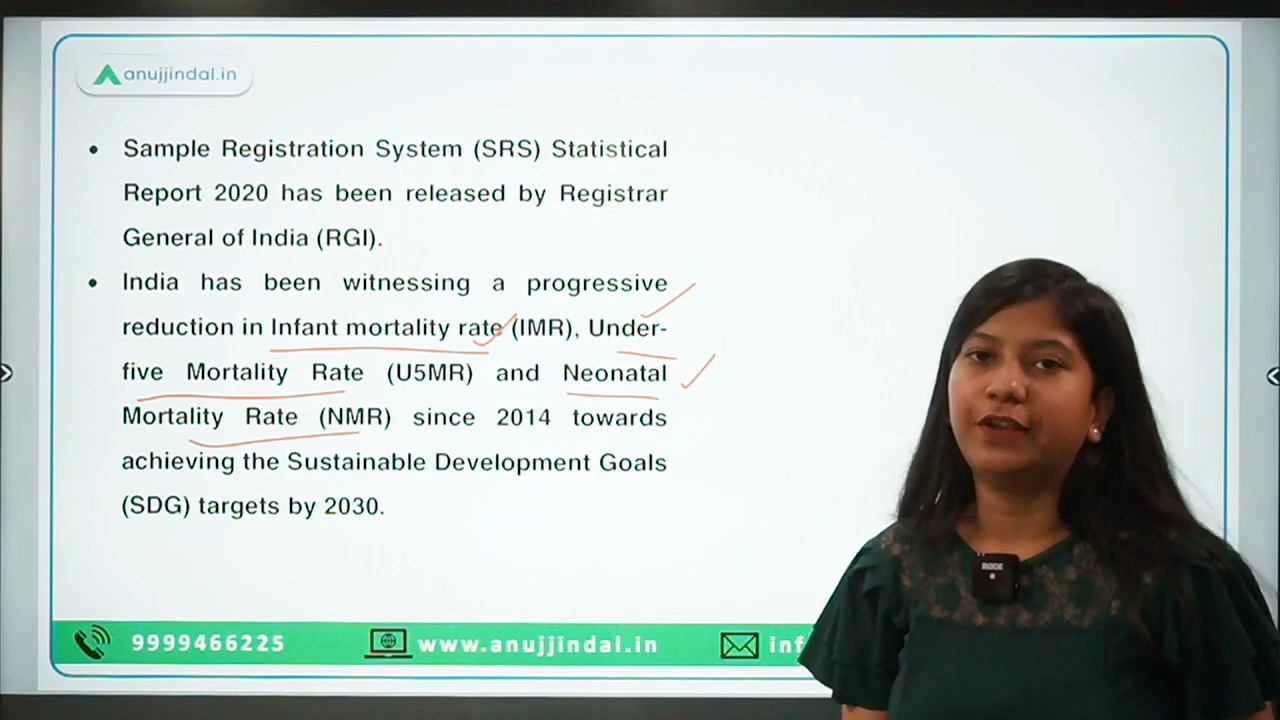 anujjindal.in
• Sample Registration System (SRS) Statistical
Report 2020 has been released by Registrar
General of India (RGI).
• India has been witnessing a progressive
reduction in Infant mortality rate (IMR), Under-
five Mortality Rate (U5MR) and Neonatal
Mortality Rate (NMR) since 2014 towards
achieving the Sustainable Development Goals
(SDG) targets by 2030.
RODE
9999466225 www.anujjindal.in